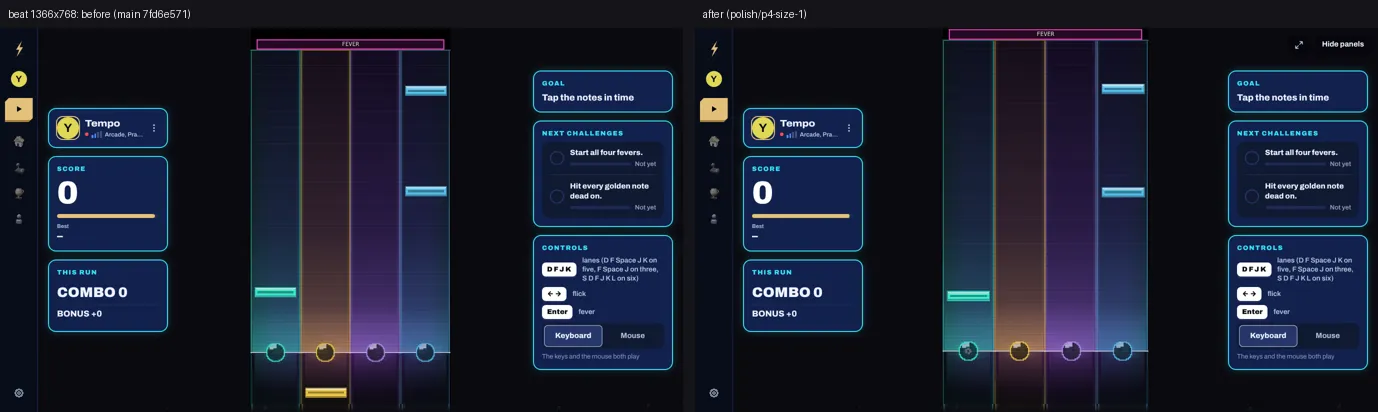 beat 1366x768: before (main 7fd6e571)
after (polish/p4-size-1)
FEVER
Y
Y
Tempo
Arcade, Pra...
SCORE
0
Best
–
THIS RUN
COMBO 0
BONUS +0
GOAL
Tap the notes in time
NEXT CHALLENGES
Start all four fevers.
Not yet
Hit every golden note
dead on.
Not yet
CONTROLS
D F J K
lanes (D F Space J K on
five, F Space J on three,
S D F J K L on six)
← → flick
Enter fever
Keyboard Mouse
The keys and the mouse both play
FEVER
Hide panels
Y
Y
Tempo
Arcade, Pra...
SCORE
0
Best
–
THIS RUN
COMBO 0
BONUS +0
GOAL
Tap the notes in time
NEXT CHALLENGES
Start all four fevers.
Not yet
Hit every golden note
dead on.
Not yet
CONTROLS
D F J K
lanes (D F Space J K on
five, F Space J on three,
S D F J K L on six)
← → flick
Enter fever
Keyboard Mouse
The keys and the mouse both play